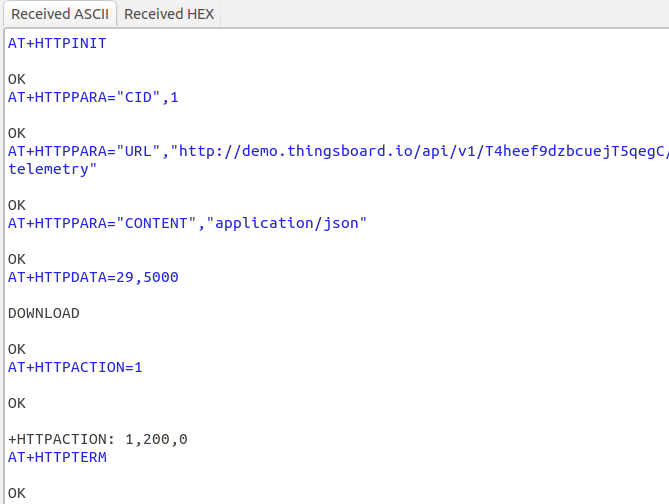 Received ASCII Received HEX
AT+HTTPINIT
OK
AT+HTTPPARA="CID",1
OK
AT+HTTPPARA="URL","http://demo.thingsboard.io/api/v1/T4heef9dzbcuejT5qegC/
telemetry"
OK
AT+HTTPPARA="CONTENT","application/json"
OK
AT+HTTPDATA=29,5000
DOWNLOAD
OK
AT+HTTPACTION=1
OK
+HTTPACTION: 1,200,0
AT+HTTPTERM
OK